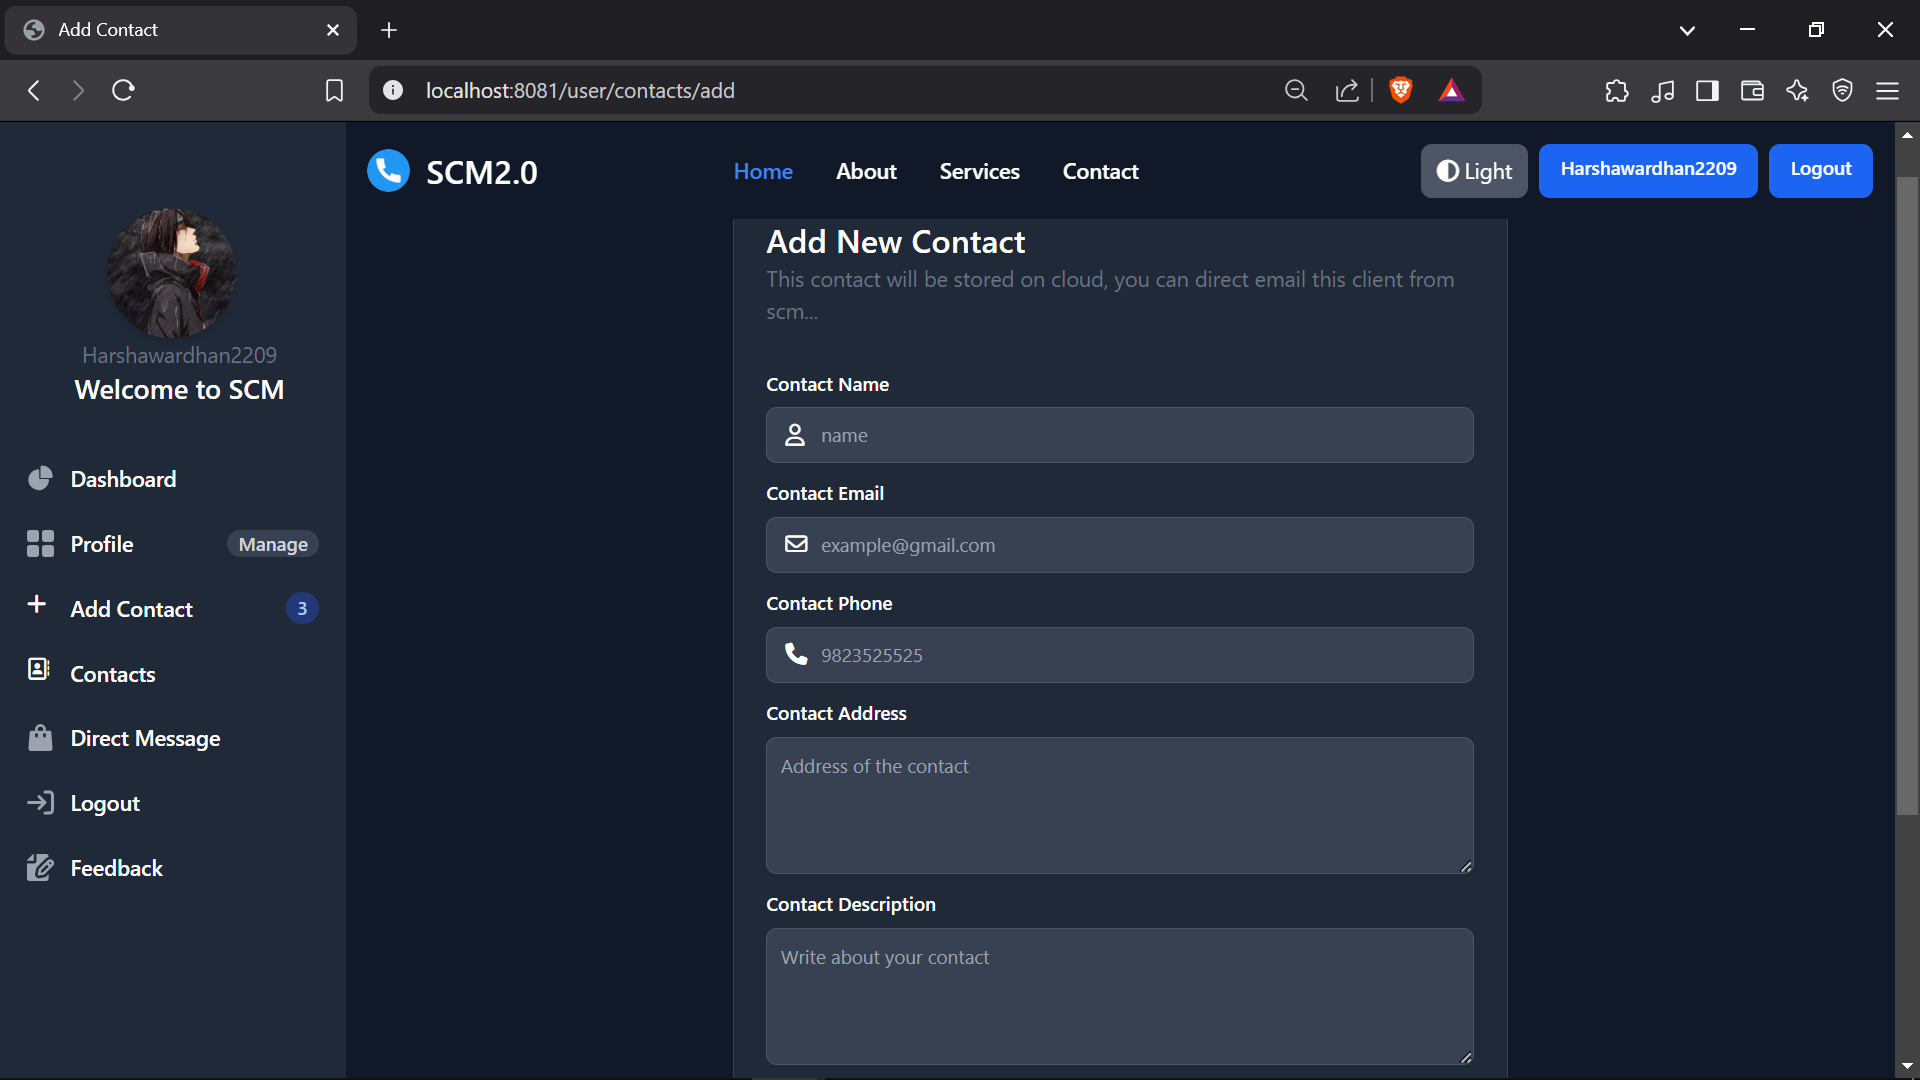 Add Contact
localhost:8081/user/contacts/add
SCM2.0
Home
About
Services
Contact
Light
Harshawardhan2209
Logout
Harshawardhan2209
Welcome to SCM
Dashboard
Profile
Manage
Add Contact
3
Contacts
Direct Message
Logout
Feedback
Add New Contact
This contact will be stored on cloud, you can direct email this client from
scm...
Contact Name
name
Contact Email
example@gmail.com
Contact Phone
9823525525
Contact Address
Address of the contact
Contact Description
Write about your contact